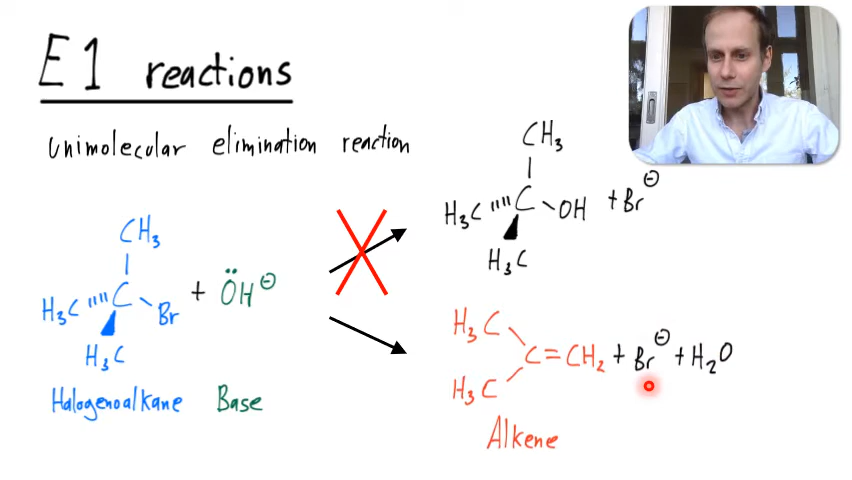 E1 reactions
Unimolecular elimination reaction
CH3
H3C C OH + Br⊖
H3C
CH3
H3C C Br + ÖH⊖
H3C
Halogenoalkane Base
H3C
C=CH2 + Br⊖ + H2O
H3C
Alkene